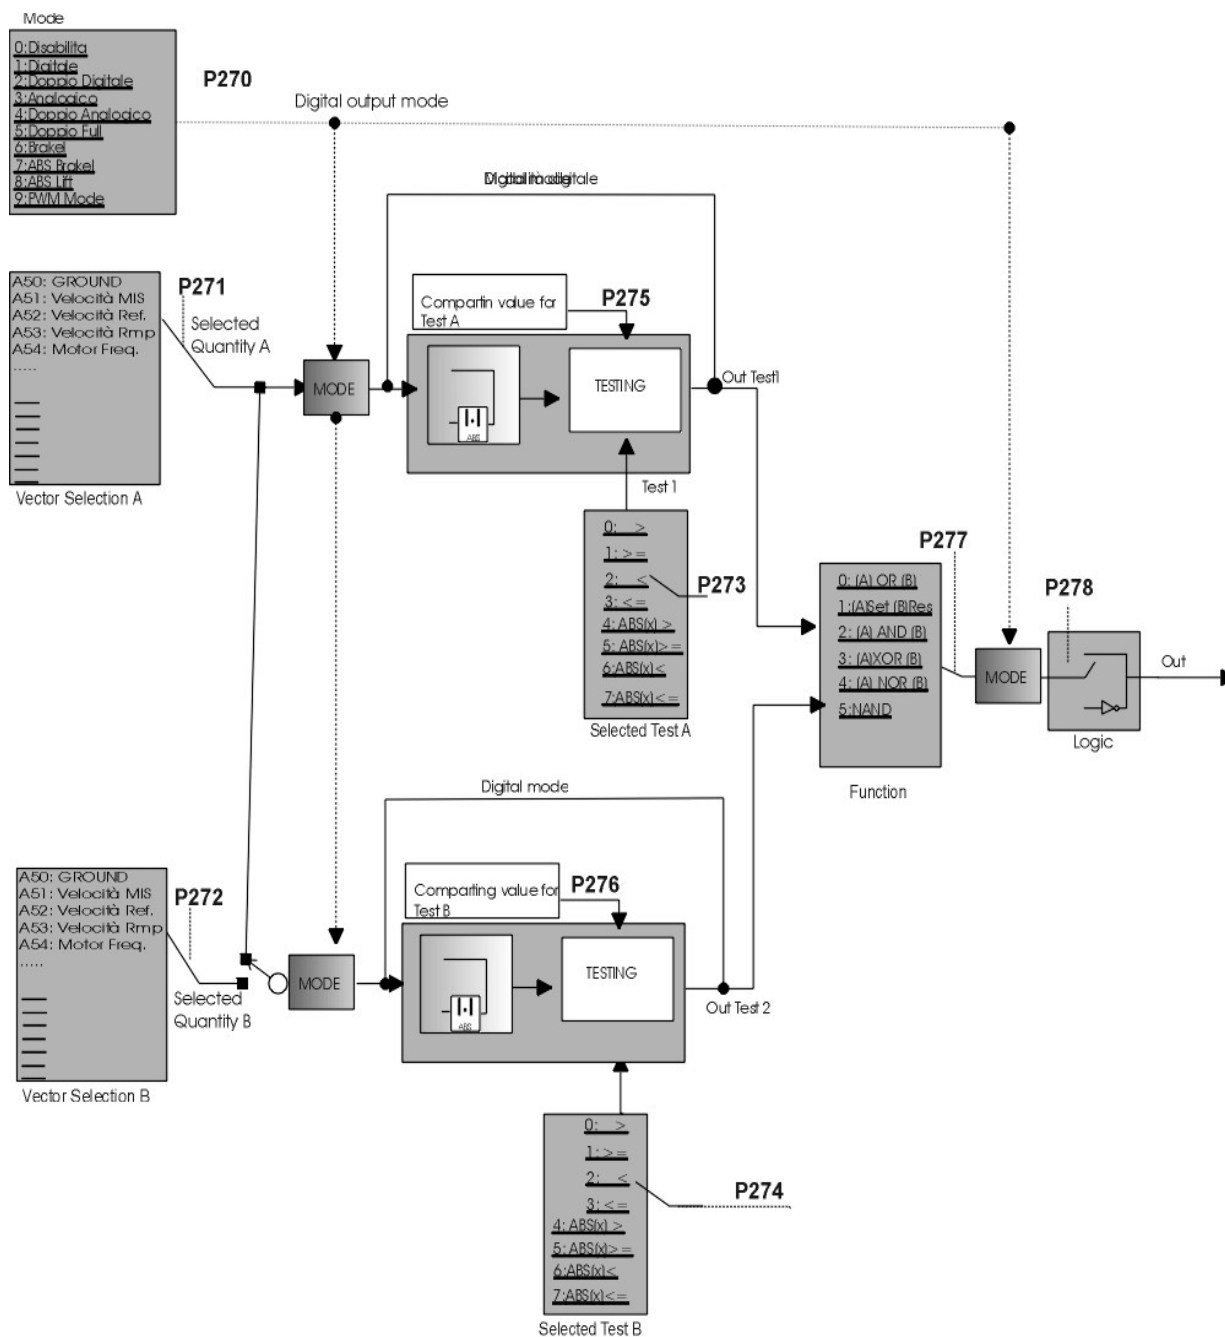 Mode
0:Disabilita
1:Digitale
2:Doppio Digitale
3:Analogico
4:Doppio Analogico
5:Doppio Full
6:Brakel
7:ABS Brakel
8:ABS Lift
9:PWM Mode
P270
Digital output mode
A50: GROUND
A51: Velocità MIS
A52: Velocità Ref.
A53: Velocità Rmp
A54: Motor Freq.
.....
Vector Selection A
P271
Selected
Quantity A
MODE
Compartin value for
Test A
P275
TESTING
ABS
Out Test1
Test 1
0: >
1: >=
2: <
3: <=
4: ABS(x) >
5: ABS(x)>=
6:ABS(x)<
7:ABS(x)<=
Selected Test A
P273
0: (A) OR (B)
1:(A)Set (B)Res
2: (A) AND (B)
3: (A)XOR (B)
4: (A) NOR (B)
5:NAND
Function
P277
MODE
P278
Logic
Out
Digital mode
A50: GROUND
A51: Velocità MIS
A52: Velocità Ref.
A53: Velocità Rmp
A54: Motor Freq.
.....
Vector Selection B
P272
Selected
Quantity B
MODE
Comparting value for
Test B
P276
TESTING
ABS
Out Test 2
0: >
1: >=
2: <
3: <=
4: ABS(x) >
5: ABS(x)>=
6:ABS(x)<
7:ABS(x)<=
Selected Test B
P274